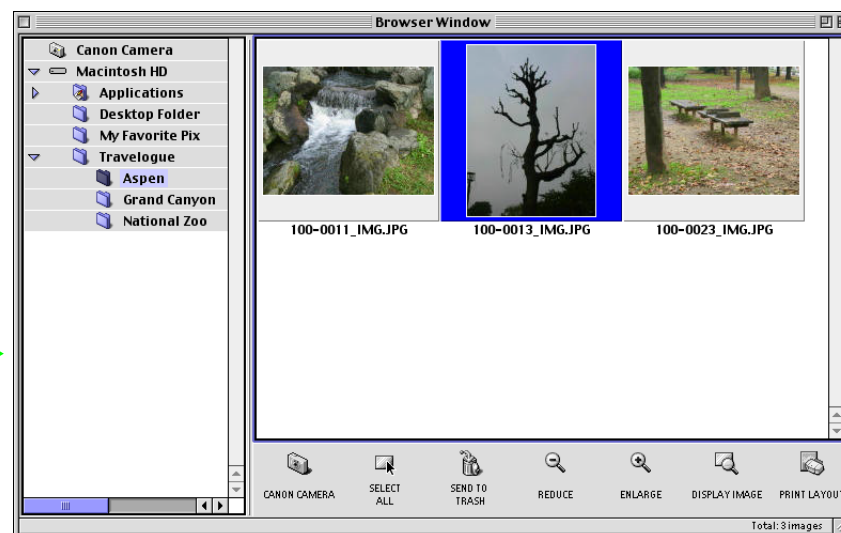 Browser Window
Canon Camera
Macintosh HD
Applications
Desktop Folder
My Favorite Pix
Travelogue
Aspen
Grand Canyon
National Zoo
100-0011_IMG.JPG
100-0013_IMG.JPG
100-0023_IMG.JPG
CANON CAMERA
SELECT
ALL
SEND TO
TRASH
REDUCE
ENLARGE
DISPLAY IMAGE
PRINT LAYOUT
Total: 3 images